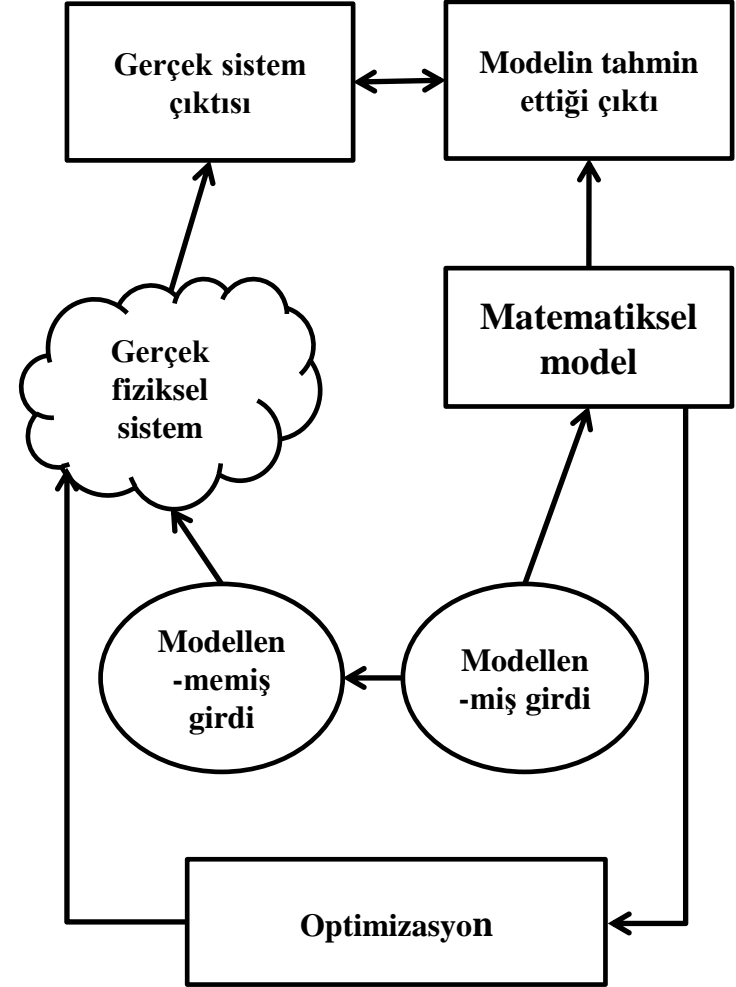 Gerçek sistem
çıktısı
Modelin tahmin
ettiği çıktı
Matematiksel
model
Gerçek
fiziksel
sistem
Modellen
-memiş
girdi
Modellen
-miş girdi
Optimizasyon